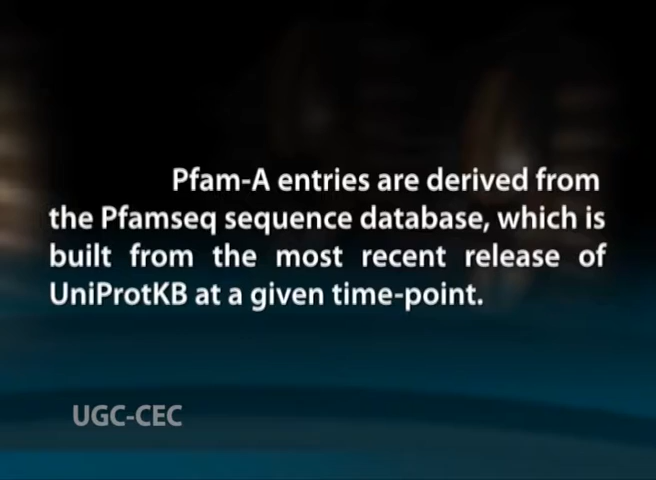 Pfam-A entries are derived from
the Pfamseq sequence database, which is
built from the most recent release of
UniProtKB at a given time-point.
UGC-CEC